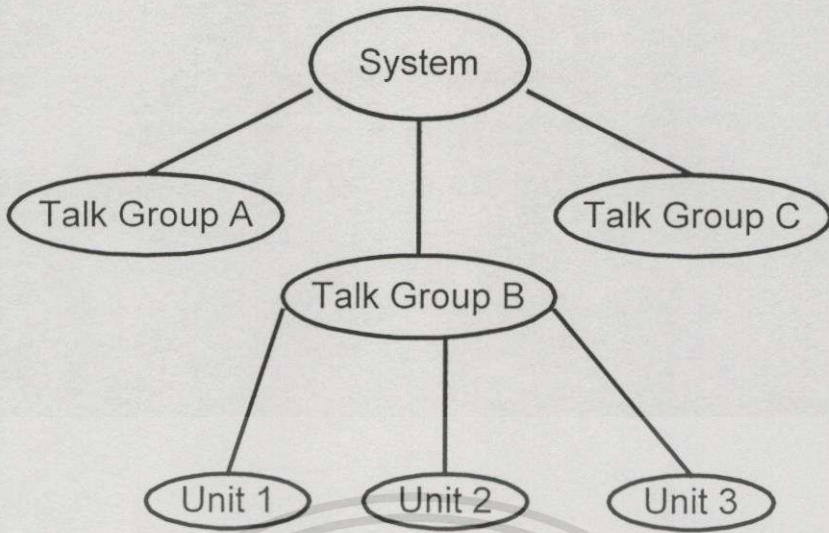 System
Talk Group A
Talk Group C
Talk Group B
Unit 1
Unit 2
Unit 3